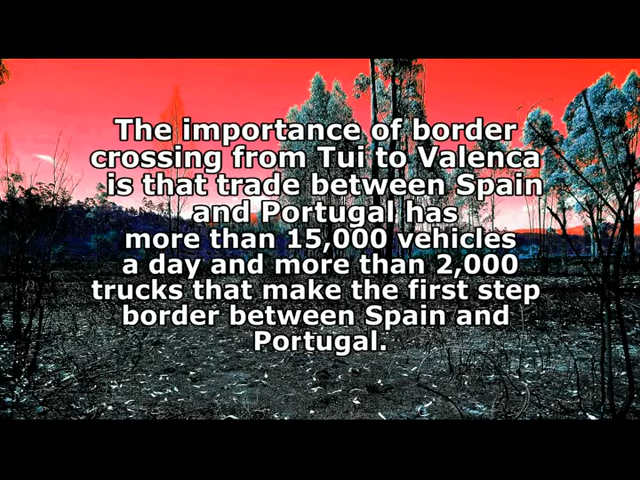 The importance of border
crossing from Tui to Valenca
is that trade between Spain
and Portugal has
more than 15,000 vehicles
a day and more than 2,000
trucks that make the first step
border between Spain and
Portugal.